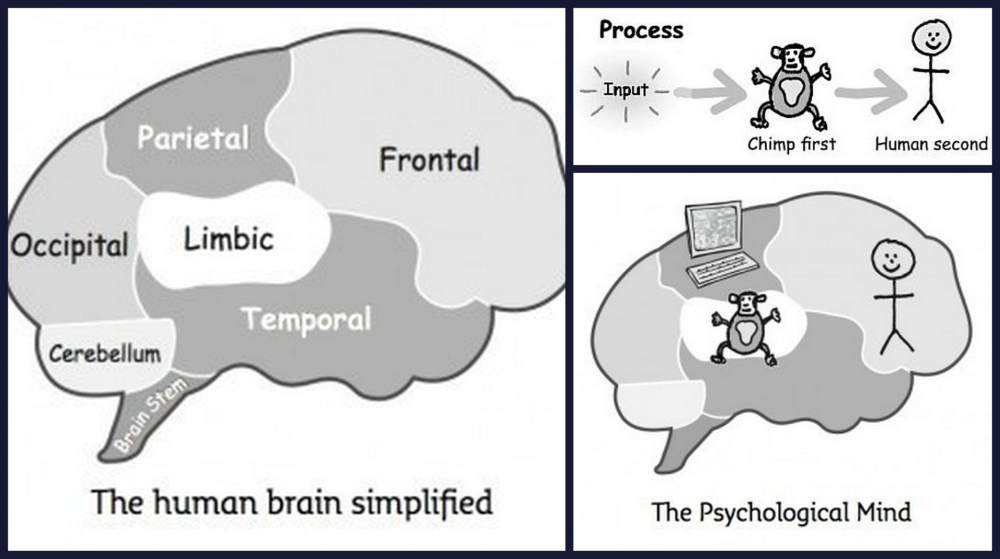 Parietal
Frontal
Occipital
Limbic
Temporal
Cerebellum
Brain Stem
The human brain simplified
Process
Input
Chimp first
Human second
The Psychological Mind